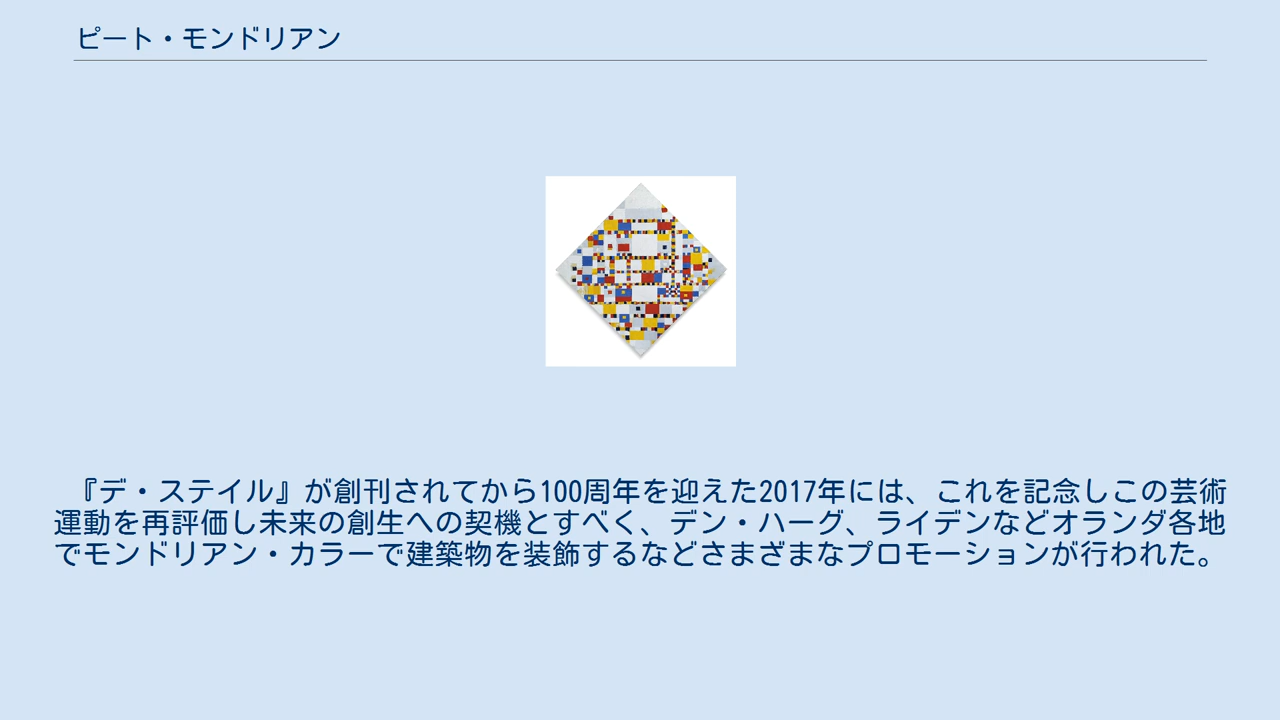 ピート・モンドリアン
『デ・ステイル』が創刊されてから100周年を迎えた2017年には、これを記念しこの芸術
運動を再評価し未来の創生への契機とすべく、デン・ハーグ、ライデンなどオランダ各地
でモンドリアン・カラーで建築物を装飾するなどさまざまなプロモーションが行われた。